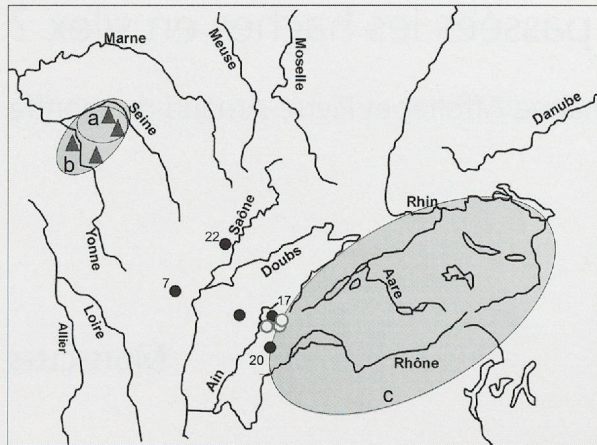 Marne
Meuse
Moselle
Danube
Seine
a
b
Yonne
Rhin
Saône
22
Doubs
7
17
Aare
Loire
Allier
20
Ain
Rhône
C